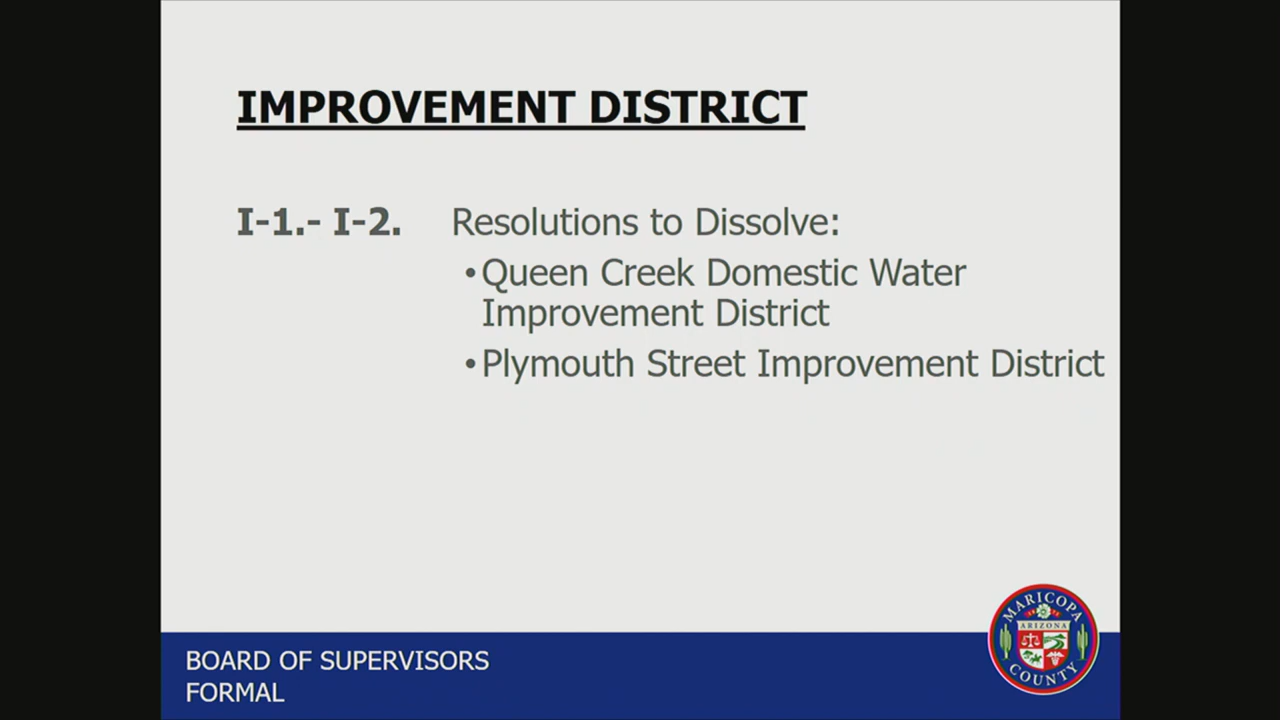 IMPROVEMENT DISTRICT
I-1.- I-2. Resolutions to Dissolve:
•Queen Creek Domestic Water
Improvement District
•Plymouth Street Improvement District
BOARD OF SUPERVISORS
FORMAL
MARICOPA
ARIZONA
COUNTY